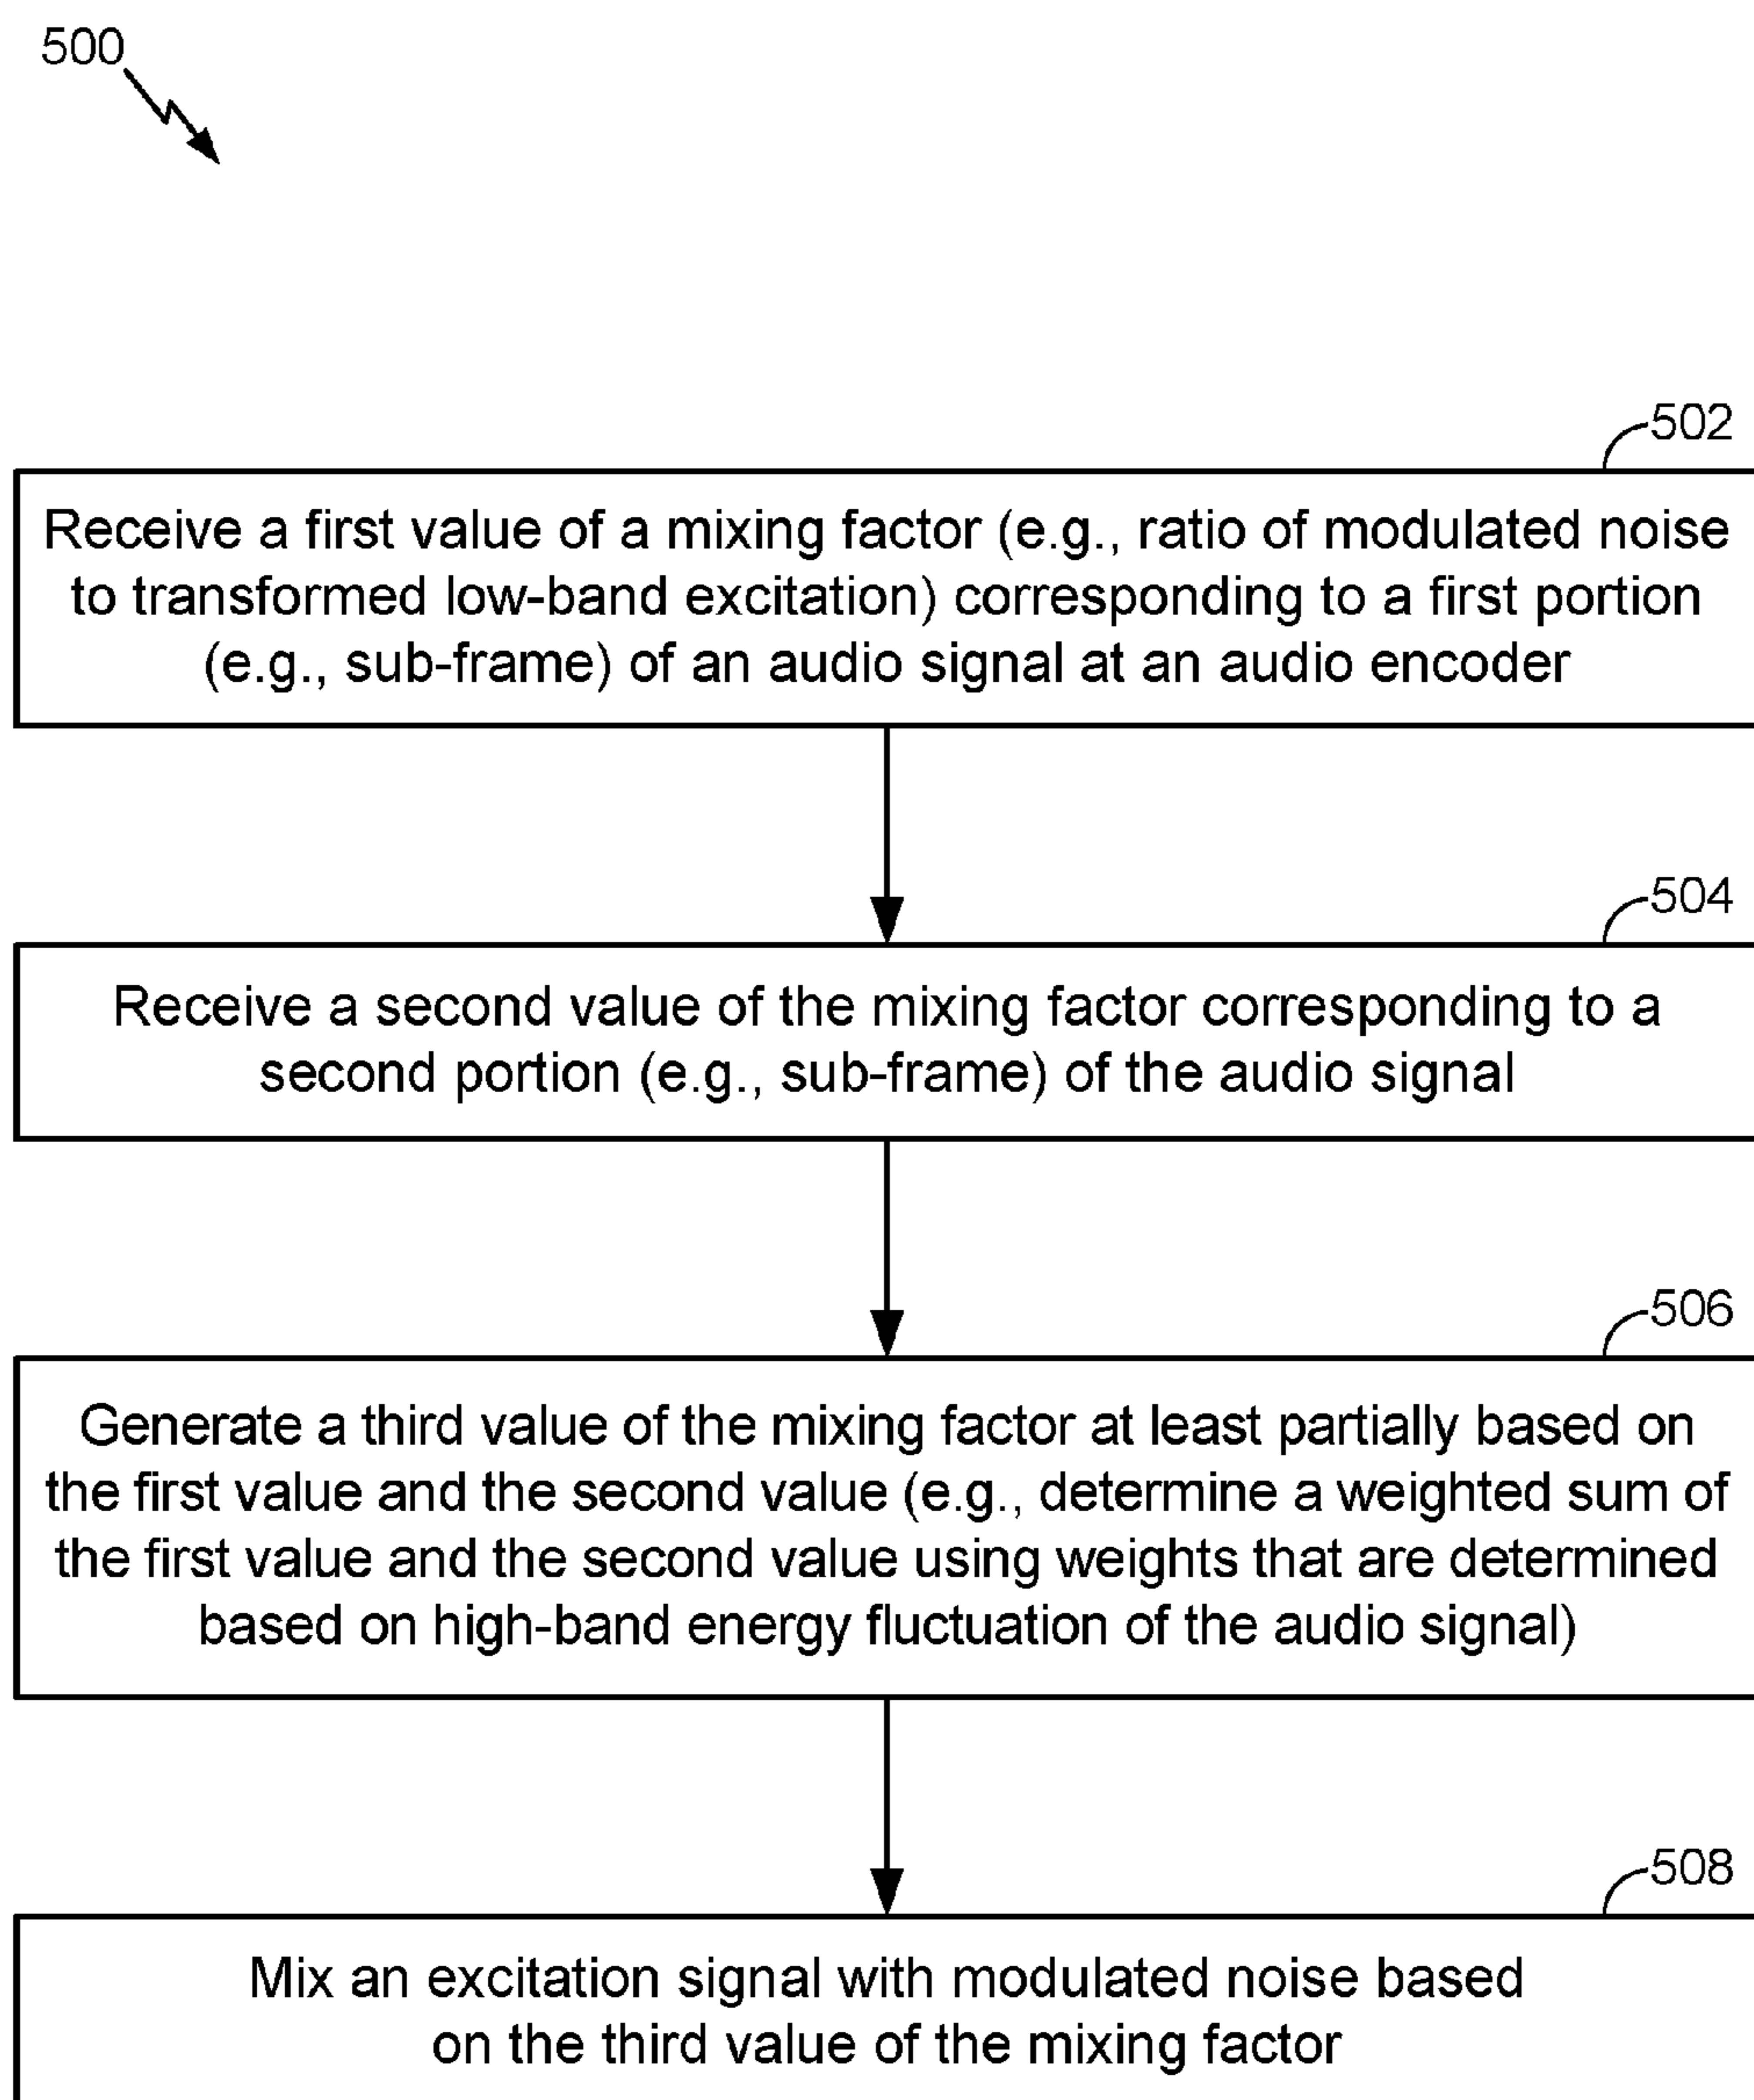 500
502
Receive a first value of a mixing factor (e.g., ratio of modulated noise
to transformed low-band excitation) corresponding to a first portion
(e.g., sub-frame) of an audio signal at an audio encoder
504
Receive a second value of the mixing factor corresponding to a
second portion (e.g., sub-frame) of the audio signal
506
Generate a third value of the mixing factor at least partially based on
the first value and the second value (e.g., determine a weighted sum of
the first value and the second value using weights that are determined
based on high-band energy fluctuation of the audio signal)
508
Mix an excitation signal with modulated noise based
on the third value of the mixing factor